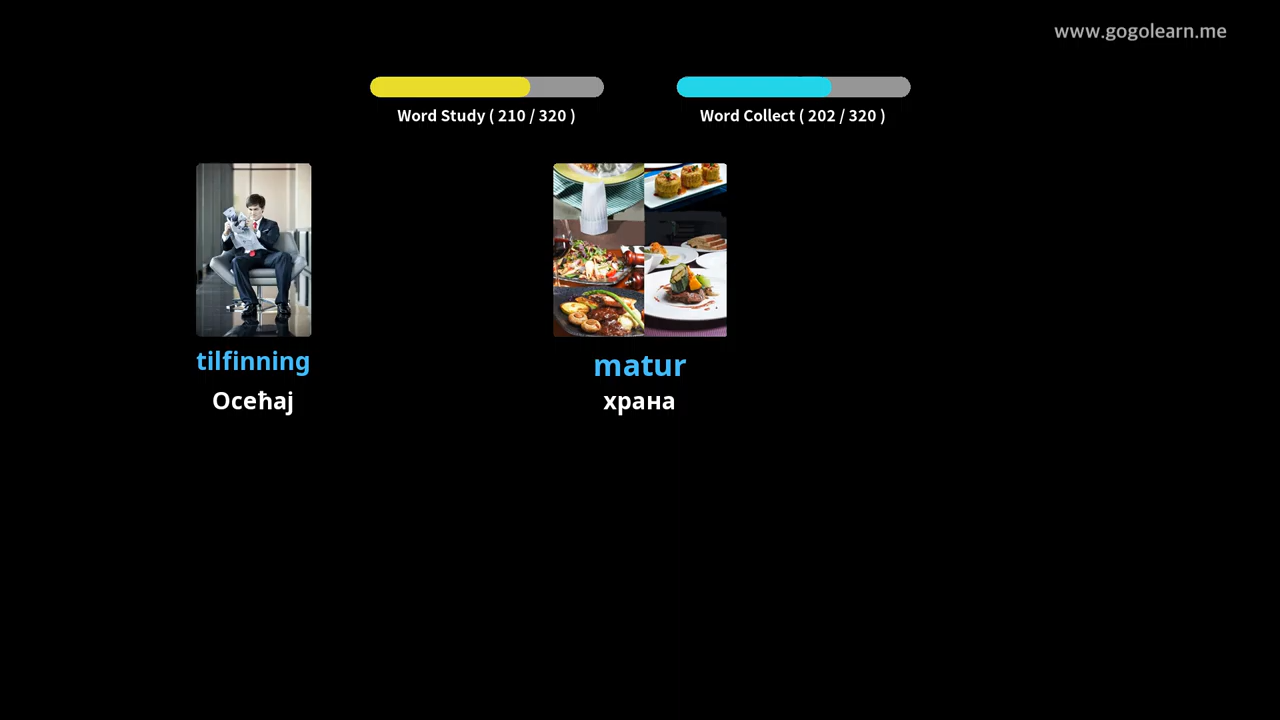 www.gogolearn.me
Word Study ( 210 / 320 )
Word Collect ( 202 / 320 )
tilfinning
Осећај
matur
храна